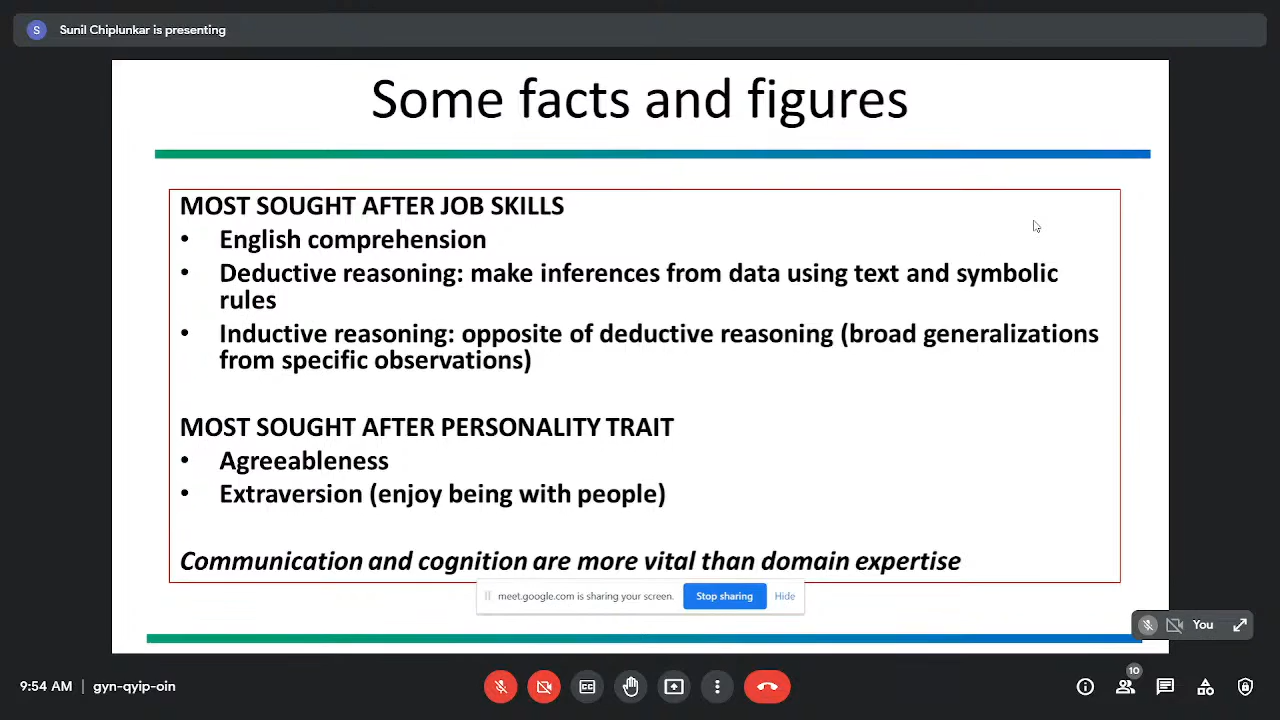 S Sunil Chiplunkar is presenting
Some facts and figures
MOST SOUGHT AFTER JOB SKILLS
• English comprehension
• Deductive reasoning: make inferences from data using text and symbolic
rules
• Inductive reasoning: opposite of deductive reasoning (broad generalizations
from specific observations)
MOST SOUGHT AFTER PERSONALITY TRAIT
• Agreeableness
• Extraversion (enjoy being with people)
Communication and cognition are more vital than domain expertise
meet.google.com is sharing your screen. Stop sharing Hide
You
9:54 AM | gyn-qyip-oin
10